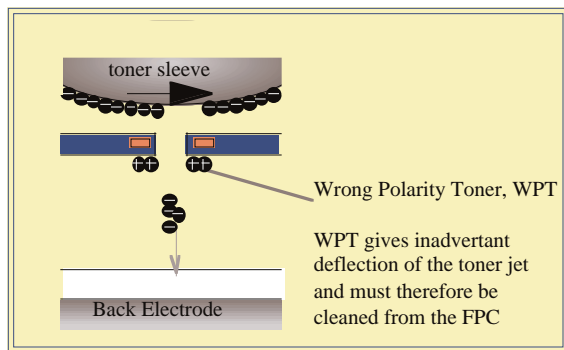 toner sleeve
Wrong Polarity Toner, WPT
WPT gives inadvertant
deflection of the toner jet
and must therefore be
cleaned from the FPC
Back Electrode